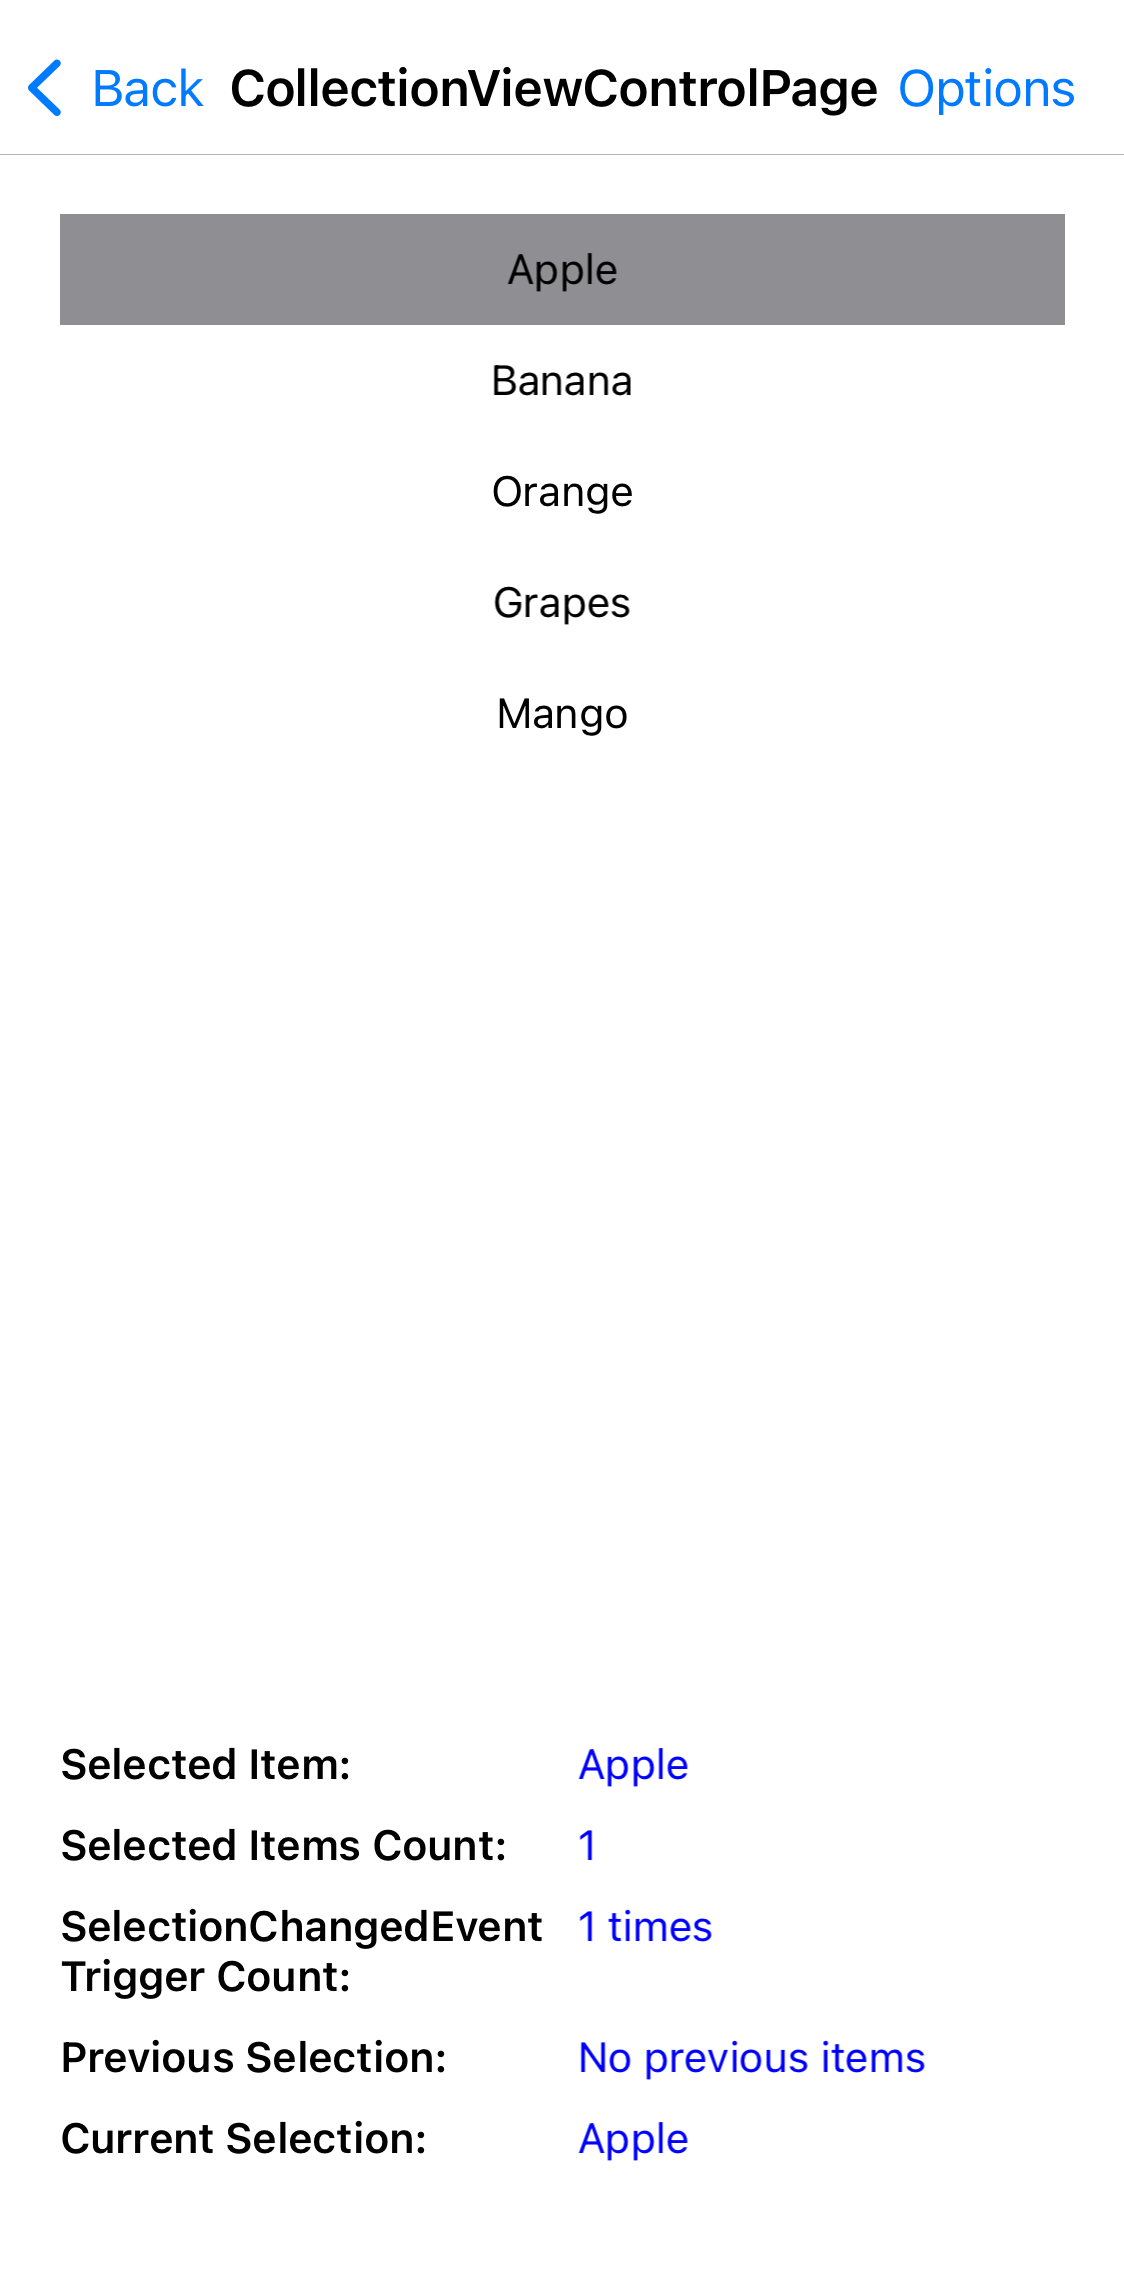 Back CollectionViewControlPage Options
Apple
Banana
Orange
Grapes
Mango
Selected Item: Apple
Selected Items Count: 1
SelectionChangedEvent 1 times
Trigger Count:
Previous Selection: No previous items
Current Selection: Apple